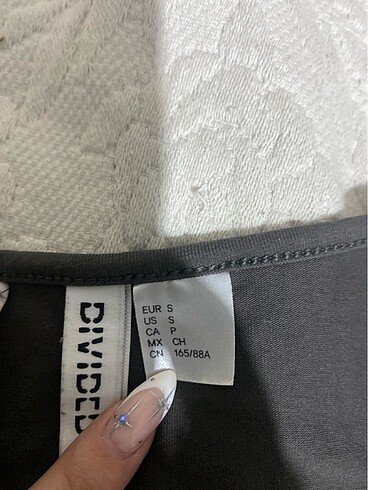 DIVIDED
EUR S
US S
CA P
MX CH
CN 165/88A